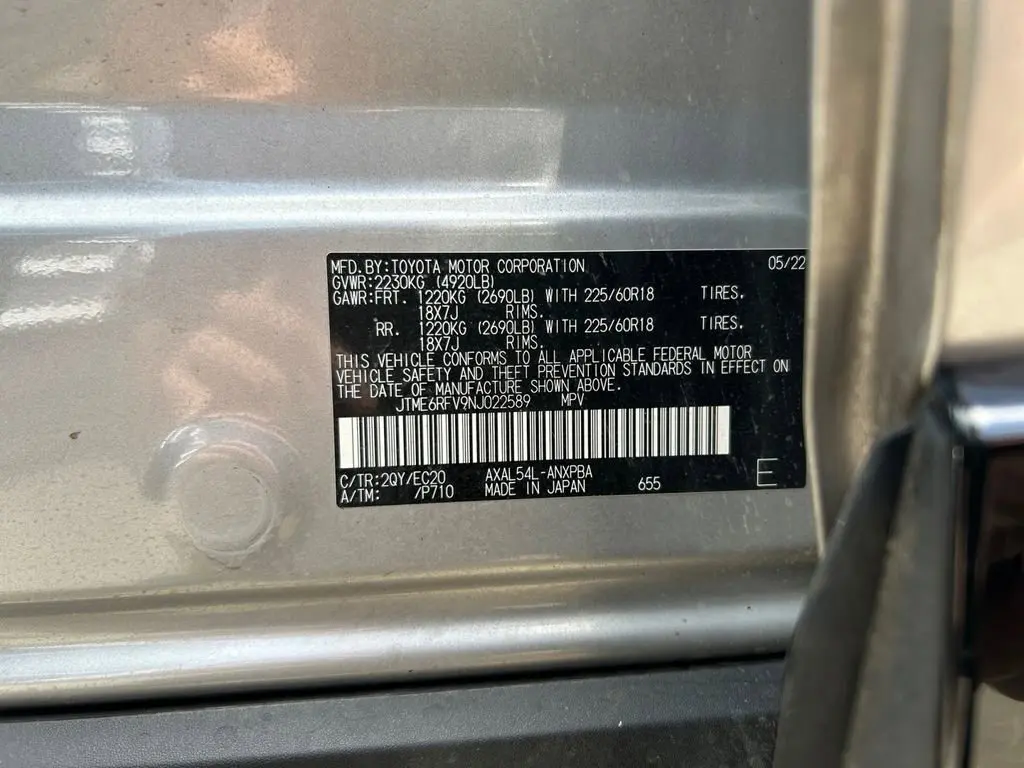 MFD.BY:TOYOTA MOTOR CORPORATION 05/22
GVWR:2230KG (4920LB)
GAWR:FRT. 1220KG (2690LB) WITH 225/60R18 TIRES.
18X7J RIMS.
RR. 1220KG (2690LB) WITH 225/60R18 TIRES.
18X7J RIMS.
THIS VEHICLE CONFORMS TO ALL APPLICABLE FEDERAL MOTOR
VEHICLE SAFETY AND THEFT PREVENTION STANDARDS IN EFFECT ON
THE DATE OF MANUFACTURE SHOWN ABOVE.
JTME6RFV9NJ022589 MPV
C/TR:2QY/EC20 AXAL54L-ANXPBA
A/TM: /P710 MADE IN JAPAN 655 E